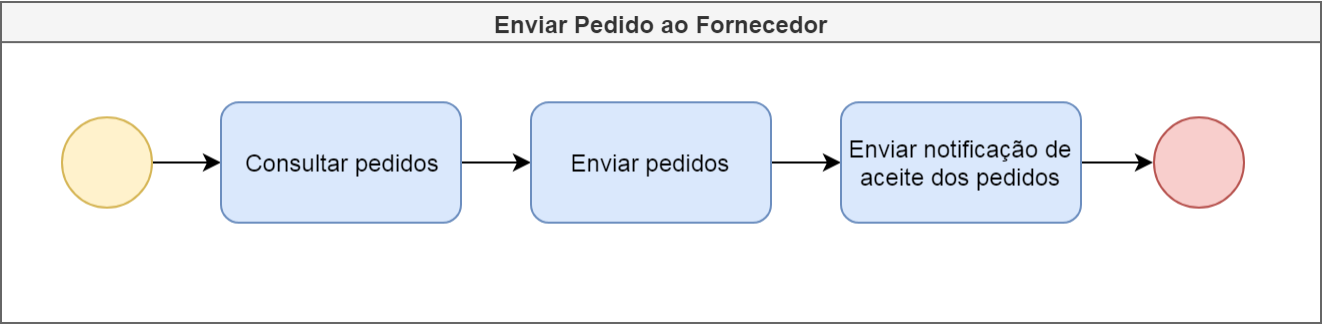 Enviar Pedido ao Fornecedor
Consultar pedidos
Enviar pedidos
Enviar notificação de
aceite dos pedidos